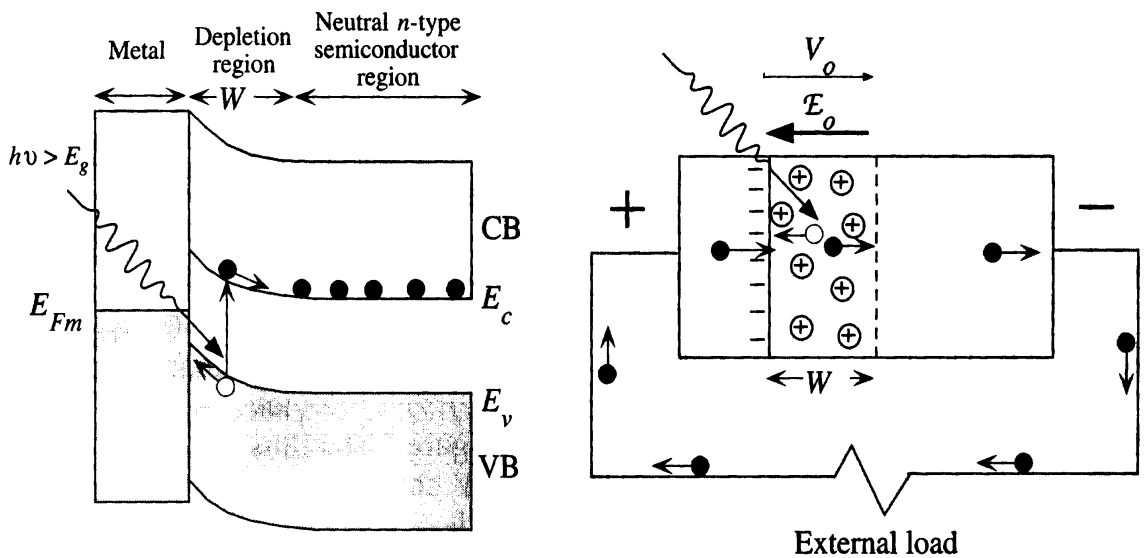 Metal
Depletion
region
W
Neutral n-type
semiconductor
region
hυ > E_g
CB
E_c
E_Fm
E_v
VB
V_o
E_o
+
−
W
External load